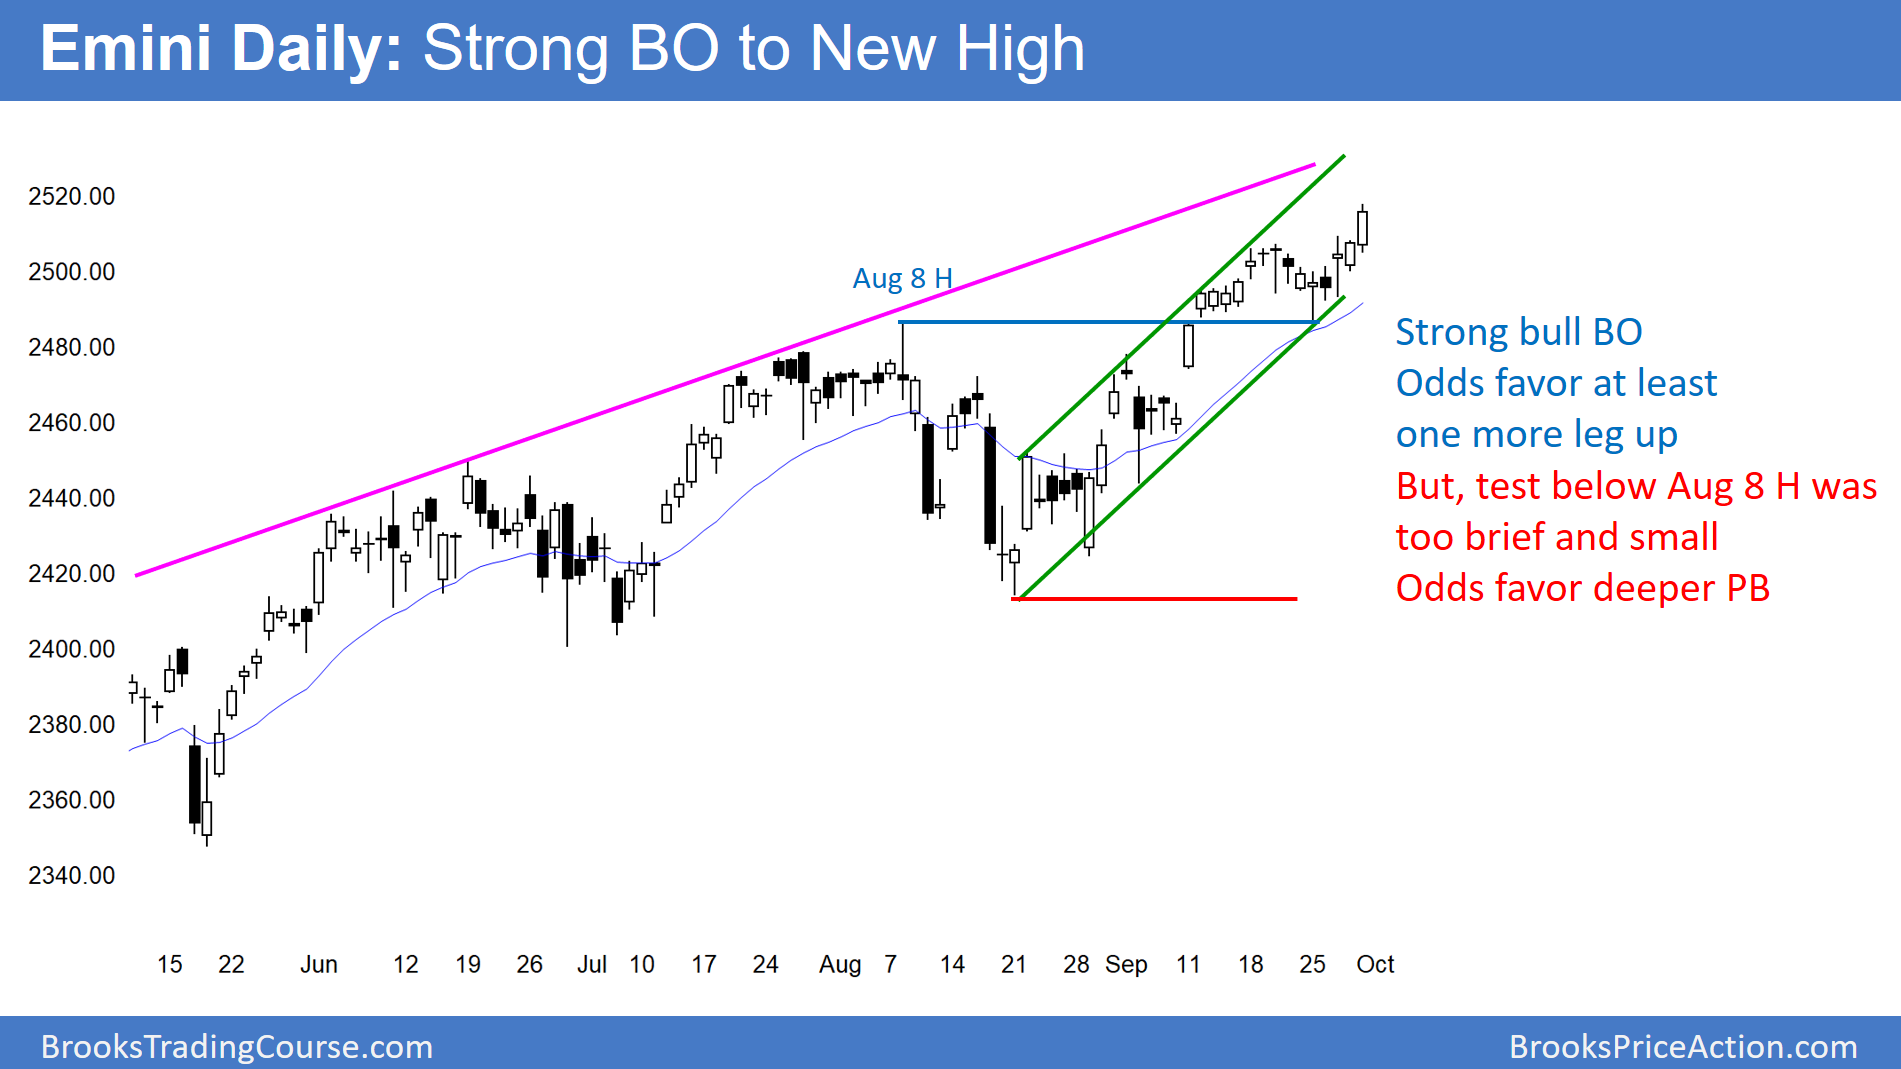 Emini Daily: Strong BO to New High
2520.00
2500.00
2480.00
2460.00
2440.00
2420.00
2400.00
2380.00
2360.00
2340.00
Aug 8 H
Strong bull BO
Odds favor at least
one more leg up
But, test below Aug 8 H was
too brief and small
Odds favor deeper PB
15 22 Jun 12 19 26 Jul 10 17 24 Aug 7 14 21 28 Sep 11 18 25 Oct
BrooksTradingCourse.com
BrooksPriceAction.com